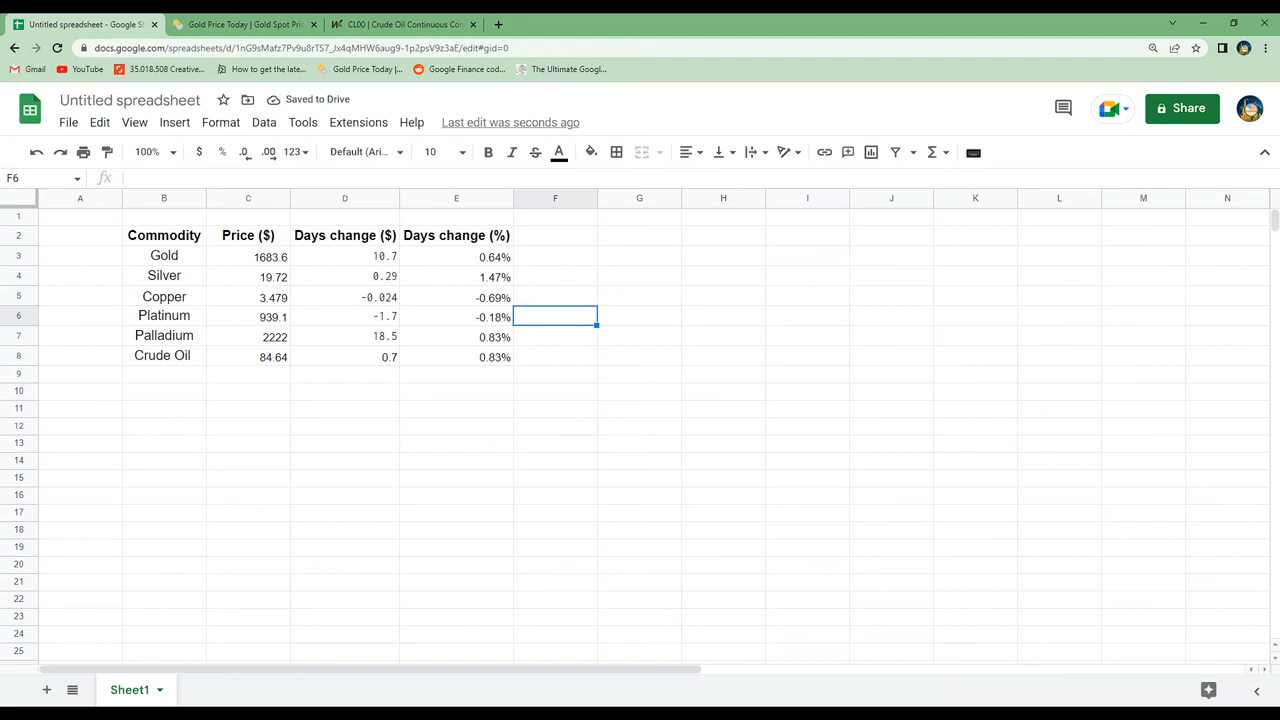 Untitled spreadsheet - Google S
Gold Price Today | Gold Spot Pri
CL00 | Crude Oil Continuous Con
docs.google.com/spreadsheets/d/1nG9sMafz7Pv9u8rTS7_Jx4qMHW6aug9-1p2psV9z3aE/edit#gid=0
Gmail YouTube 35.018.508 Creative... How to get the late... Gold Price Today |... Google Finance cod... The Ultimate Googl...
Untitled spreadsheet Saved to Drive
Share
File Edit View Insert Format Data Tools Extensions Help Last edit was seconds ago
100% $ % .0 .00 123 Default (Ari... 10 B I S A Σ
F6 fx
A B C D E F G H I J K L M N
1
2 Commodity Price ($) Days change ($) Days change (%)
3 Gold 1683.6 10.7 0.64%
4 Silver 19.72 0.29 1.47%
5 Copper 3.479 -0.024 -0.69%
6 Platinum 939.1 -1.7 -0.18%
7 Palladium 2222 18.5 0.83%
8 Crude Oil 84.64 0.7 0.83%
9
10
11
12
13
14
15
16
17
18
19
20
21
22
23
24
25
Sheet1